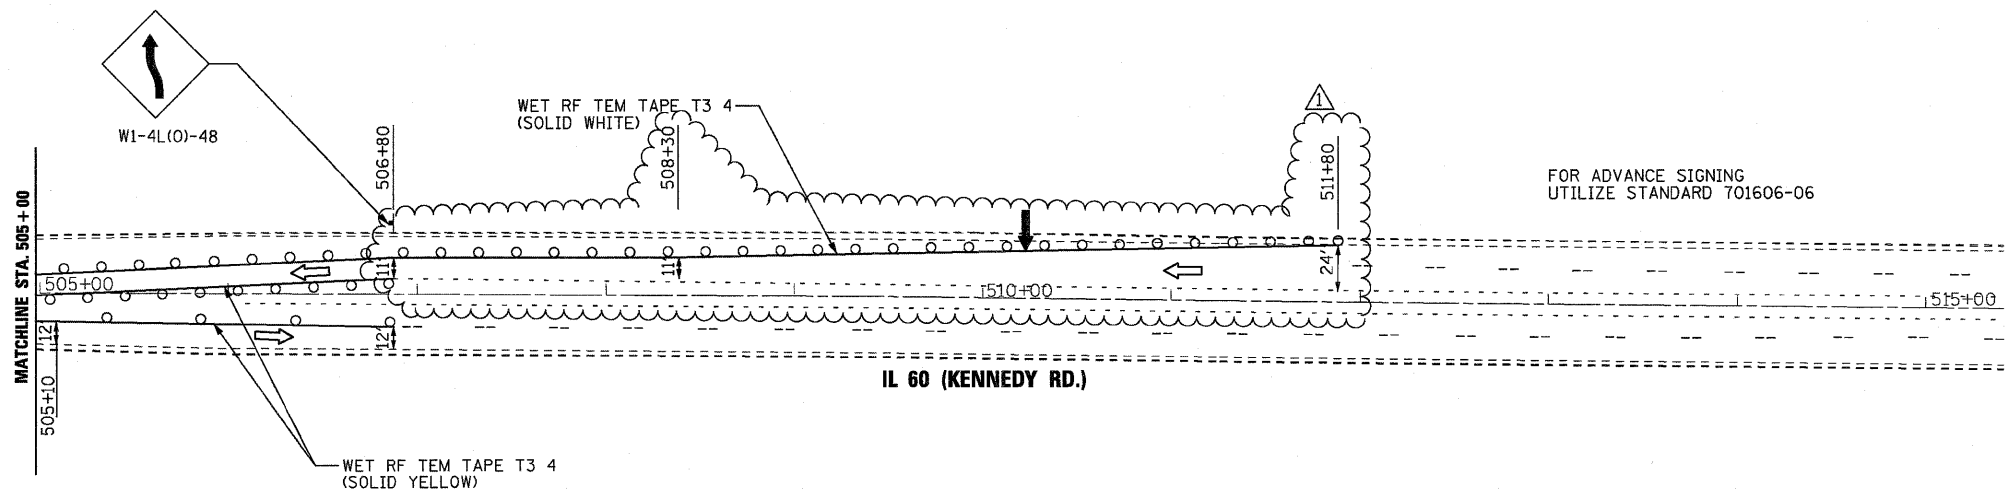 W1-4L(O)-48
WET RF TEM TAPE T3 4
(SOLID WHITE)
506+80
508+30
1
511+80
FOR ADVANCE SIGNING
UTILIZE STANDARD 701606-06
MATCHLINE STA. 505+00
505+00
11'
11'
24'
510+00
515+00
12'
12'
505+10
IL 60 (KENNEDY RD.)
WET RF TEM TAPE T3 4
(SOLID YELLOW)